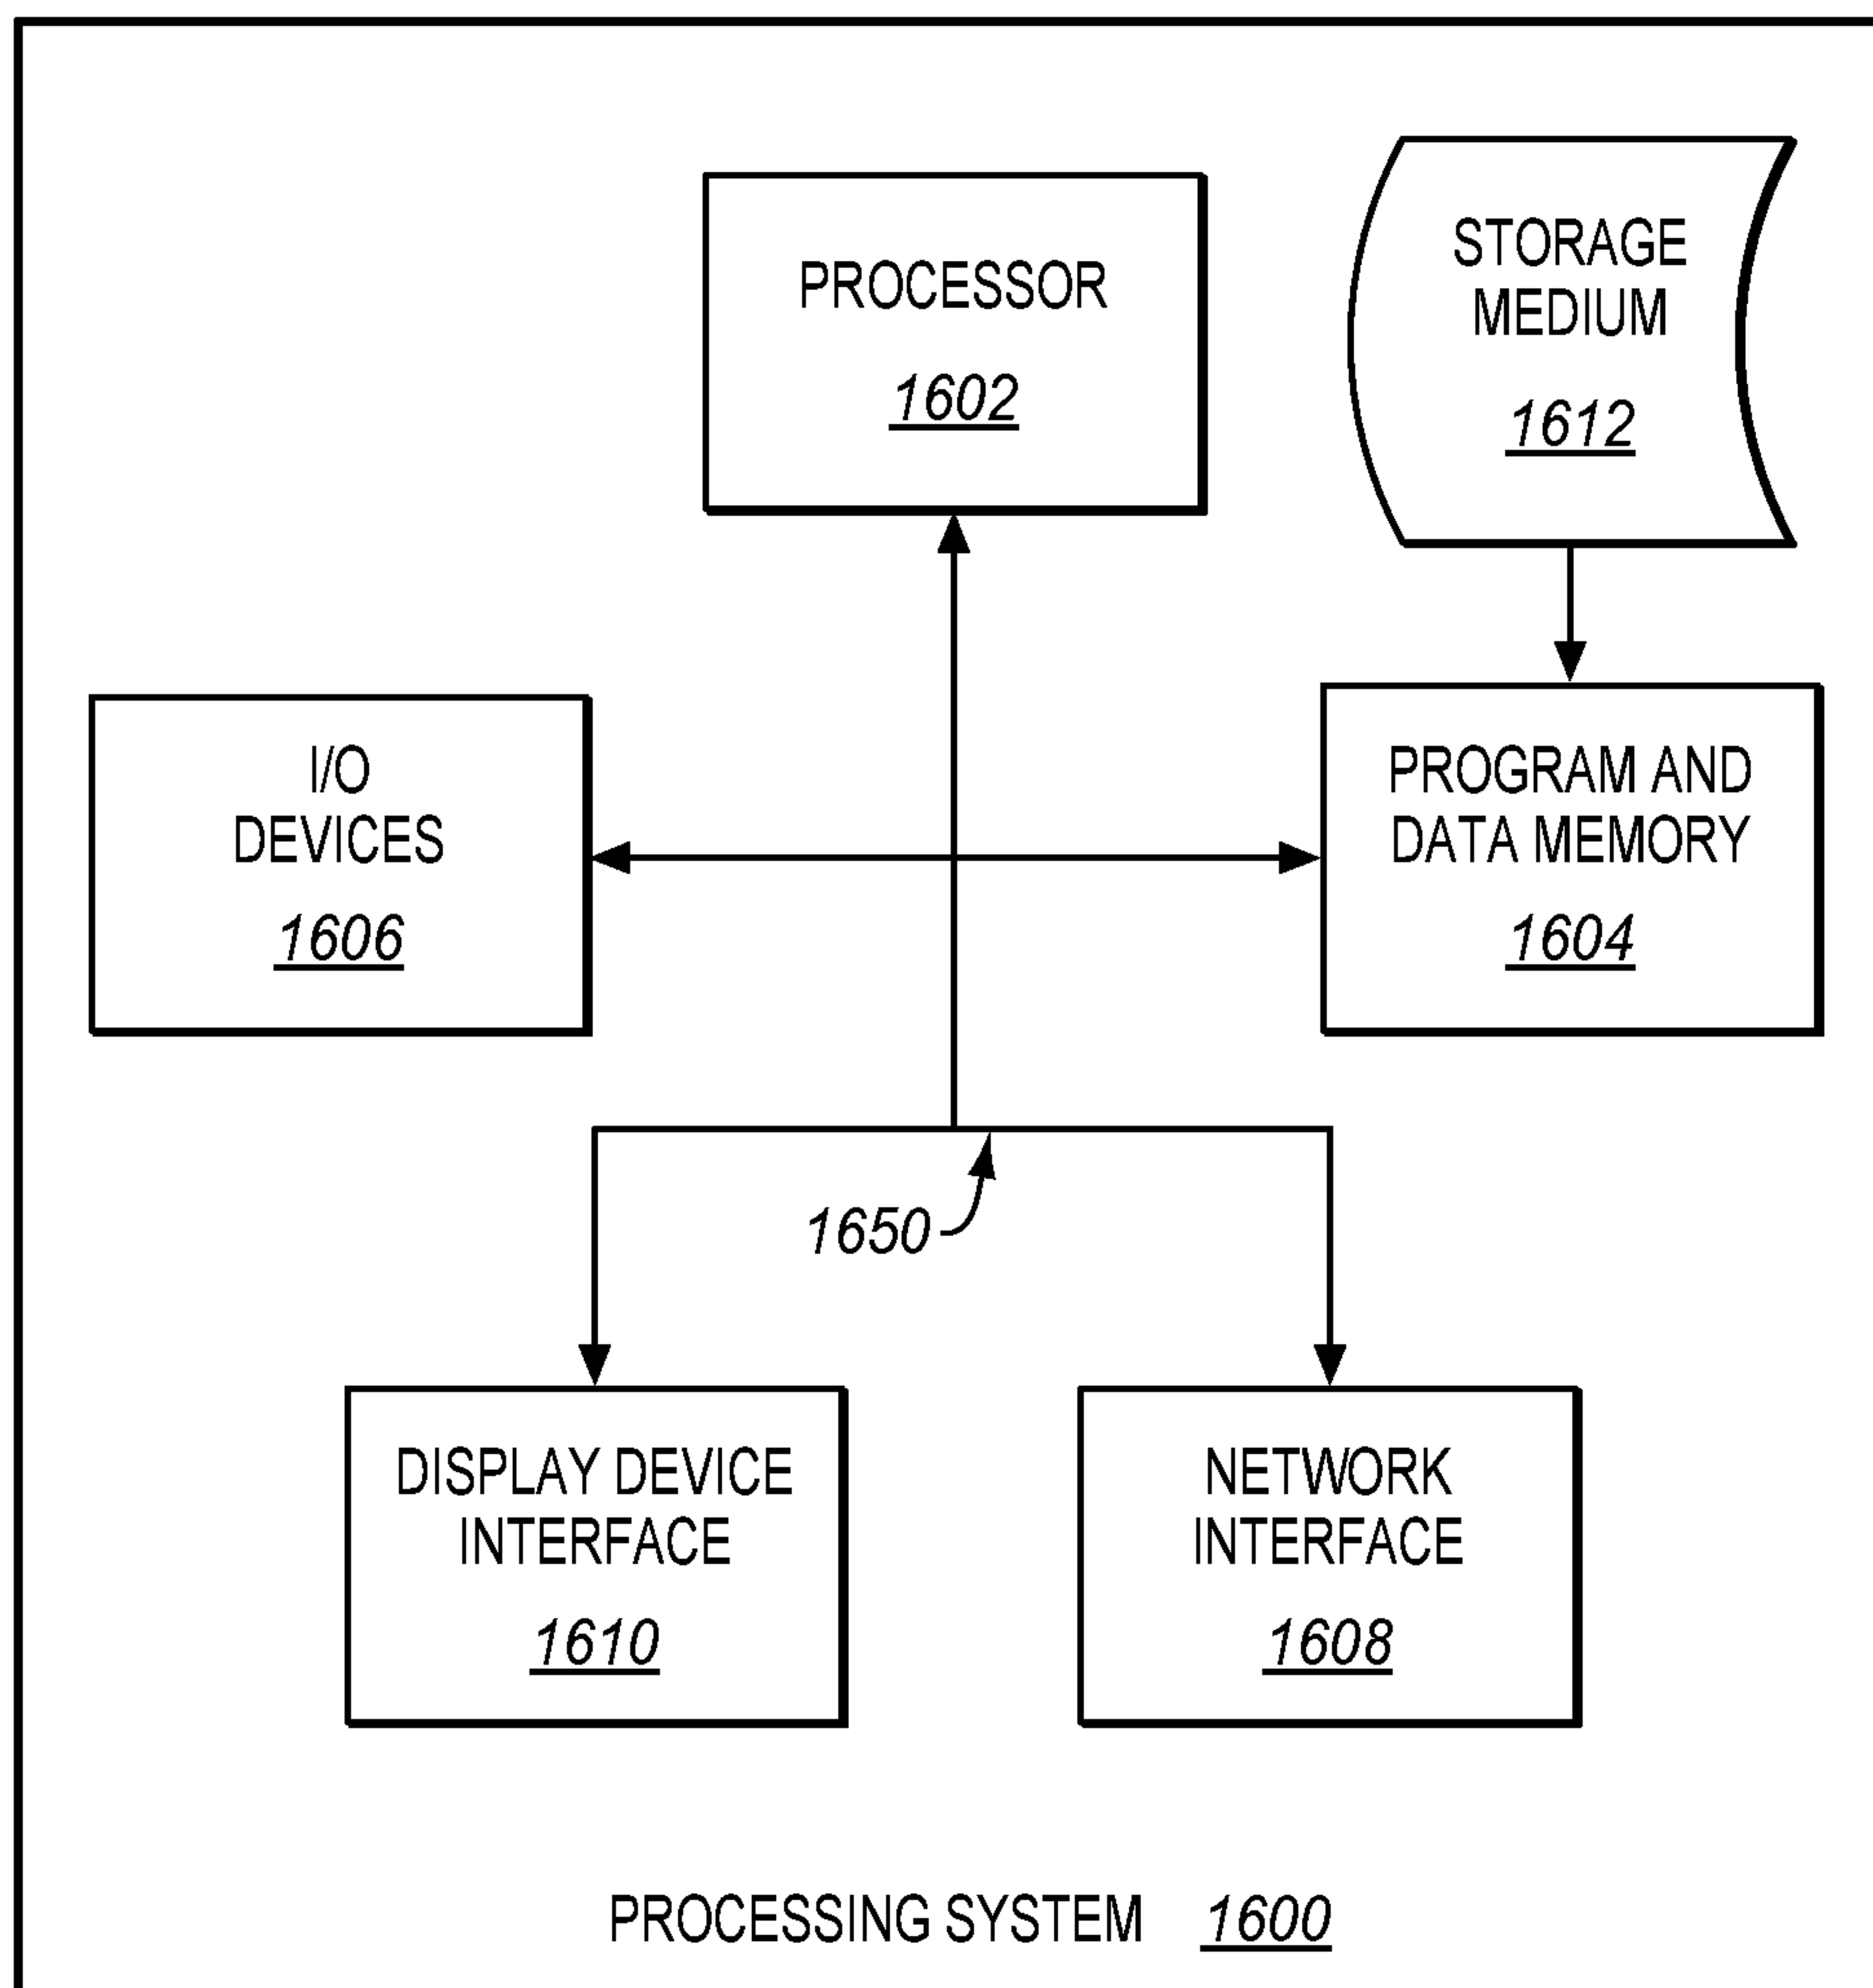 PROCESSOR
1602
STORAGE
MEDIUM
1612
I/O
DEVICES
1606
PROGRAM AND
DATA MEMORY
1604
1650
DISPLAY DEVICE
INTERFACE
1610
NETWORK
INTERFACE
1608
PROCESSING SYSTEM 1600